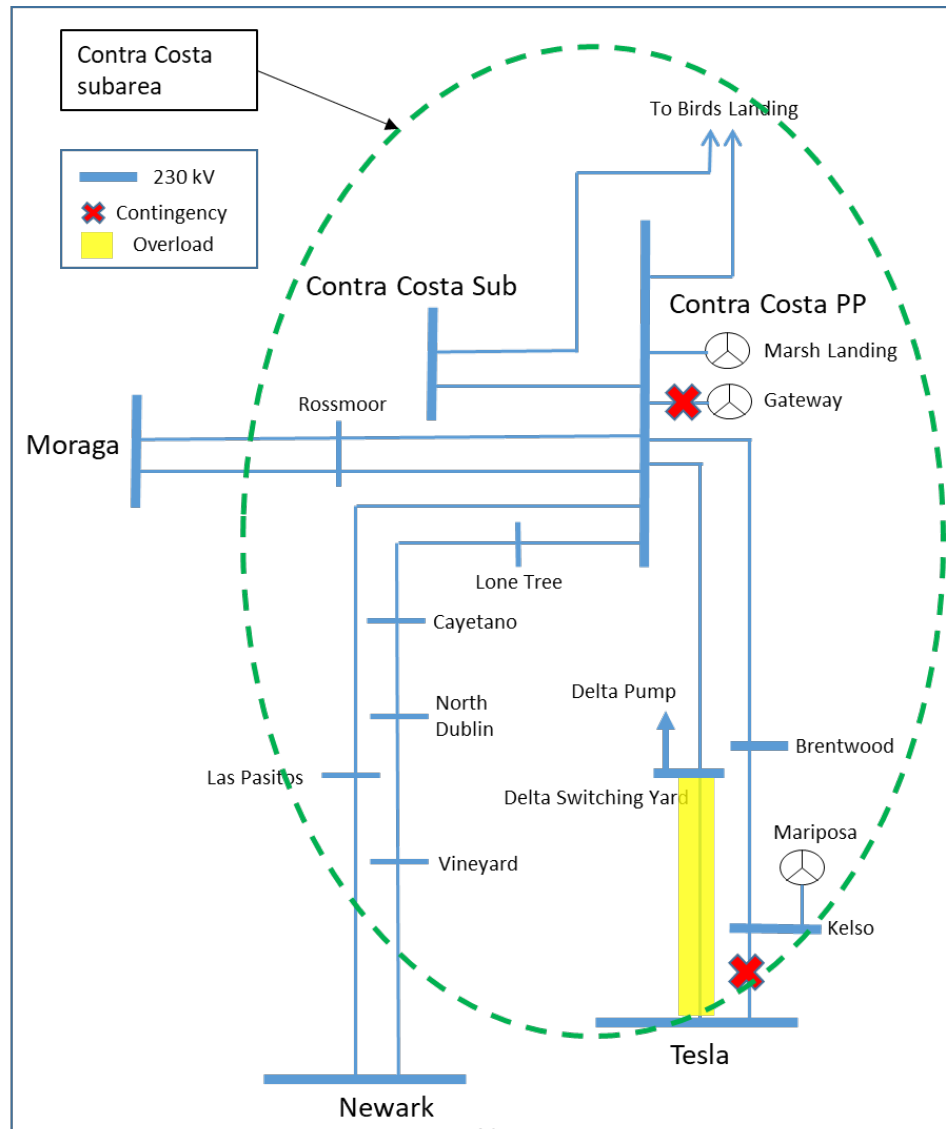 Contra Costa
subarea
To Birds Landing
230 kV
Contingency
Overload
Contra Costa Sub
Contra Costa PP
Marsh Landing
Gateway
Rossmoor
Moraga
Lone Tree
Cayetano
Delta Pump
North
Dublin
Brentwood
Las Pasitos
Delta Switching Yard
Mariposa
Vineyard
Kelso
Tesla
Newark